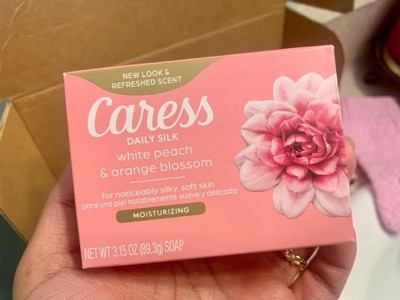 NEW LOOK &
REFRESHED SCENT
Caress
DAILY SILK
white peach
& orange blossom
for noticeably silky, soft skin
para una piel notablemente suave y delicada
MOISTURIZING
NET WT 3.15 OZ (89.3g) SOAP